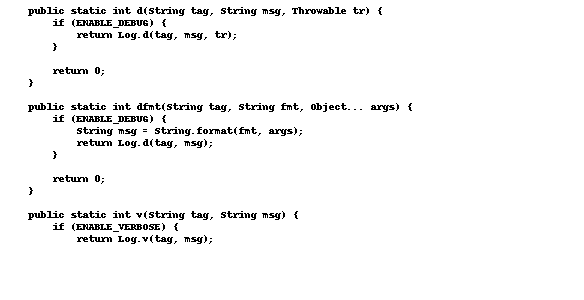 public static int d(String tag, String msg, Throwable tr) {
if (ENABLE_DEBUG) {
return Log.d(tag, msg, tr);
}
return 0;
}
public static int dfmt(String tag, String fmt, Object... args) {
if (ENABLE_DEBUG) {
String msg = String.format(fmt, args);
return Log.d(tag, msg);
}
return 0;
}
public static int v(String tag, String msg) {
if (ENABLE_VERBOSE) {
return Log.v(tag, msg);